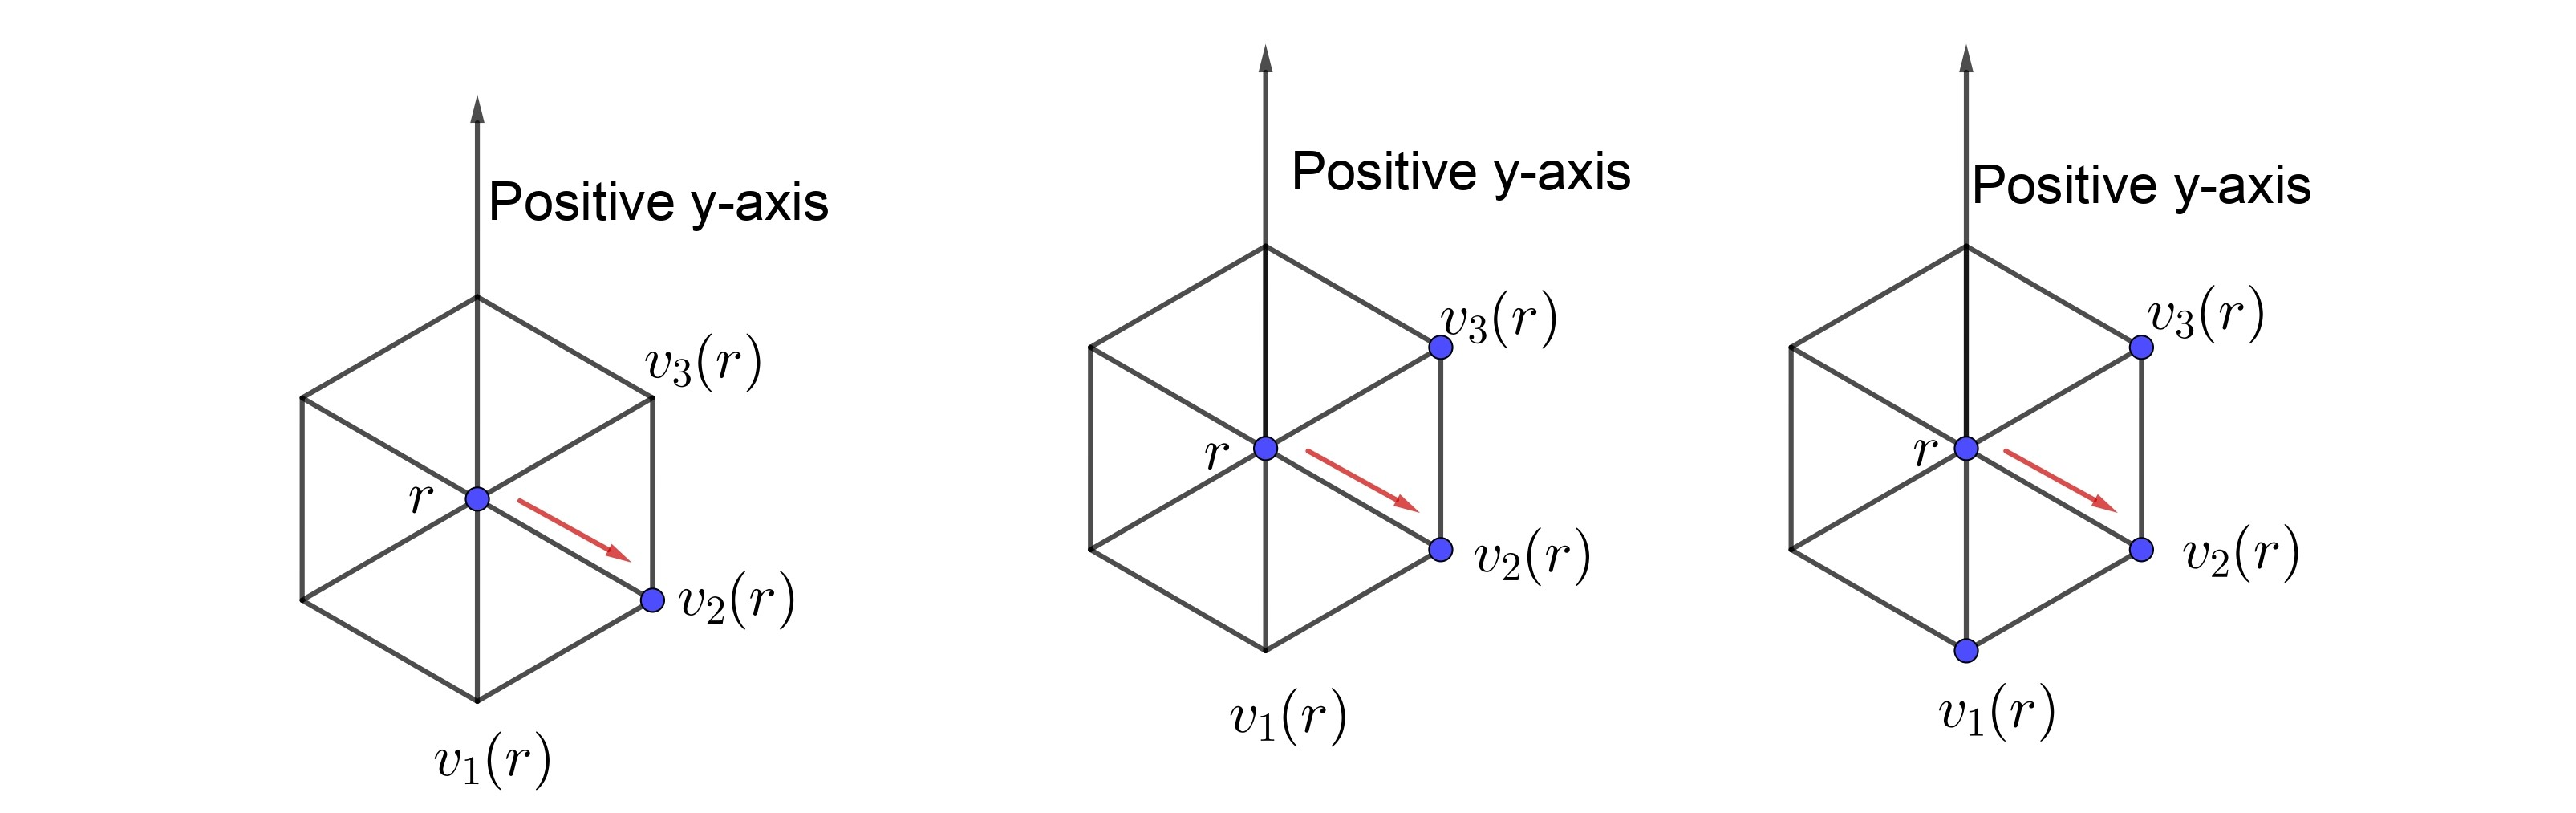 Positive y-axis
v₃(r)
r
v₂(r)
v₁(r)
Positive y-axis
v₃(r)
r
v₂(r)
v₁(r)
Positive y-axis
v₃(r)
r
v₂(r)
v₁(r)